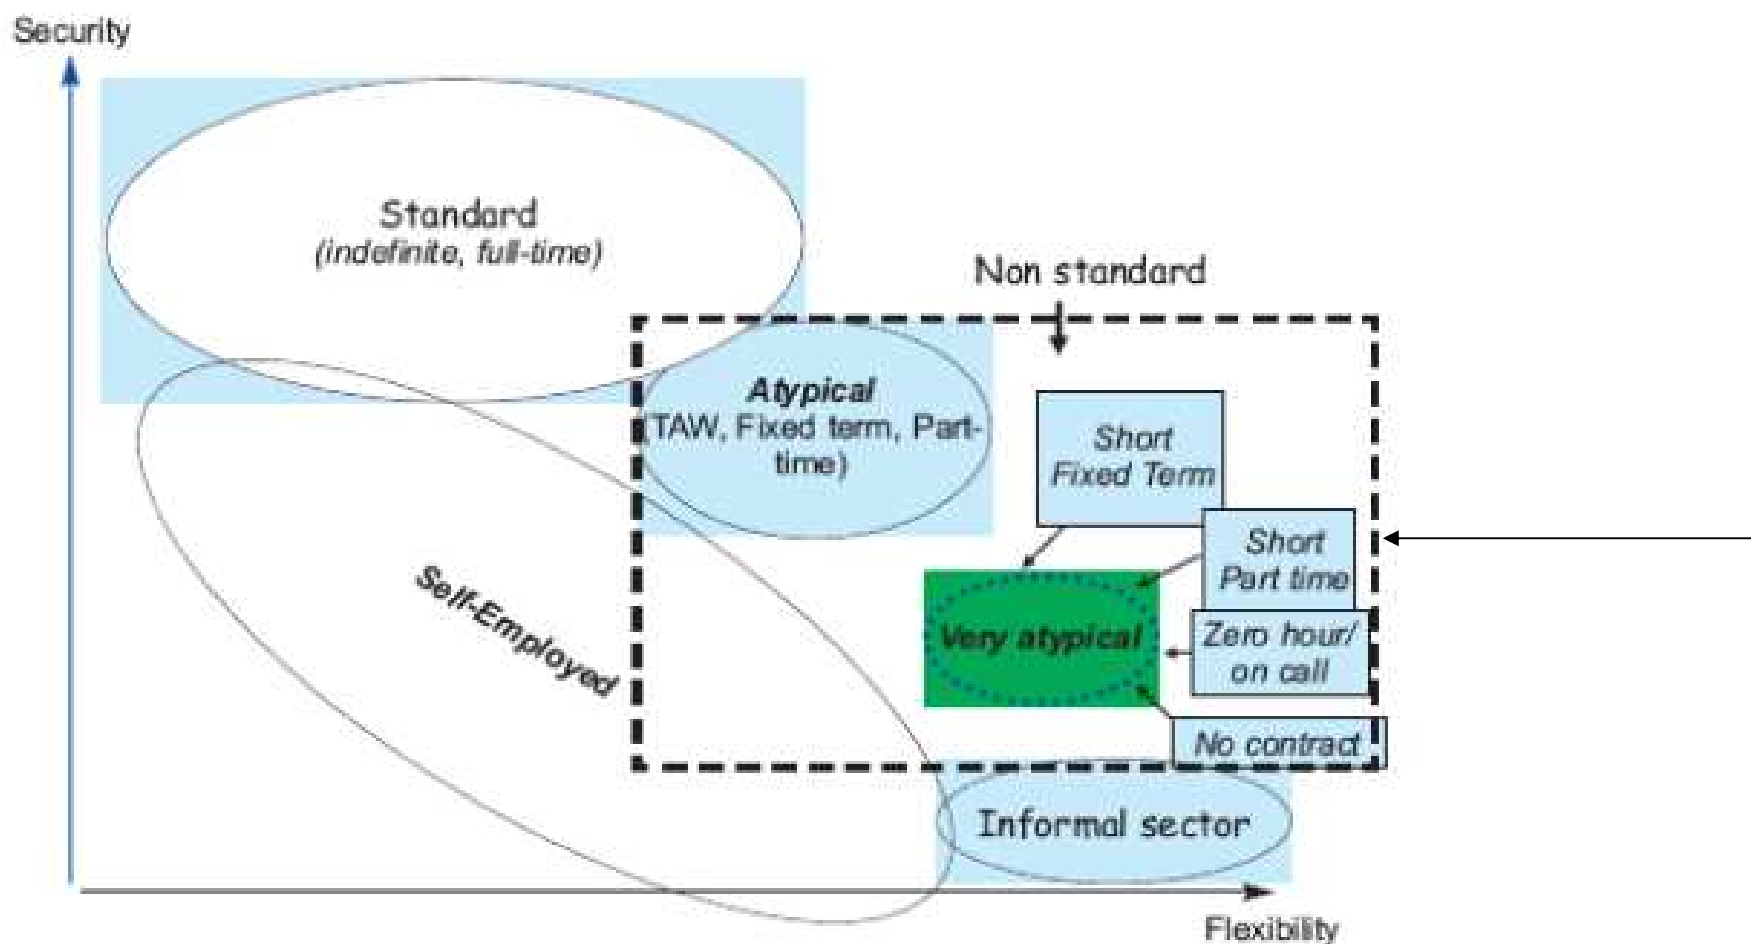 Security
Standard
(indefinite, full-time)
Non standard
Atypical
(TAW, Fixed term, Part-
time)
Short
Fixed Term
Short
Part time
Self-Employed
Very atypical
Zero hour/
on call
No contract
Informal sector
Flexibility